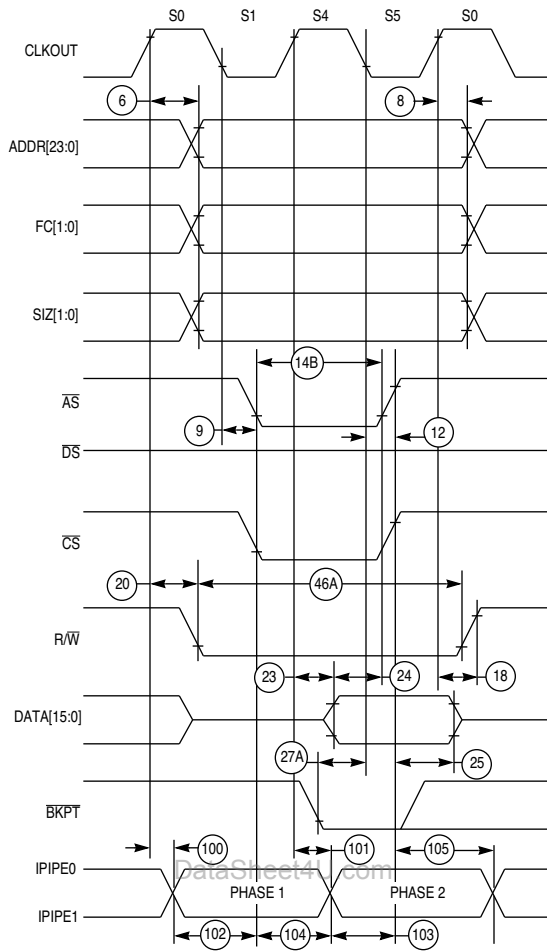 S0 S1 S4 S5 S0
CLKOUT
6 8
ADDR[23:0]
FC[1:0]
SIZ[1:0]
14B
AS
9 12
DS
CS
20 46A
R/W
23 24 18
DATA[15:0]
27A 25
BKPT
100 101 105
IPIPE0
DataSheet4U.com
PHASE 1 PHASE 2
IPIPE1
102 104 103